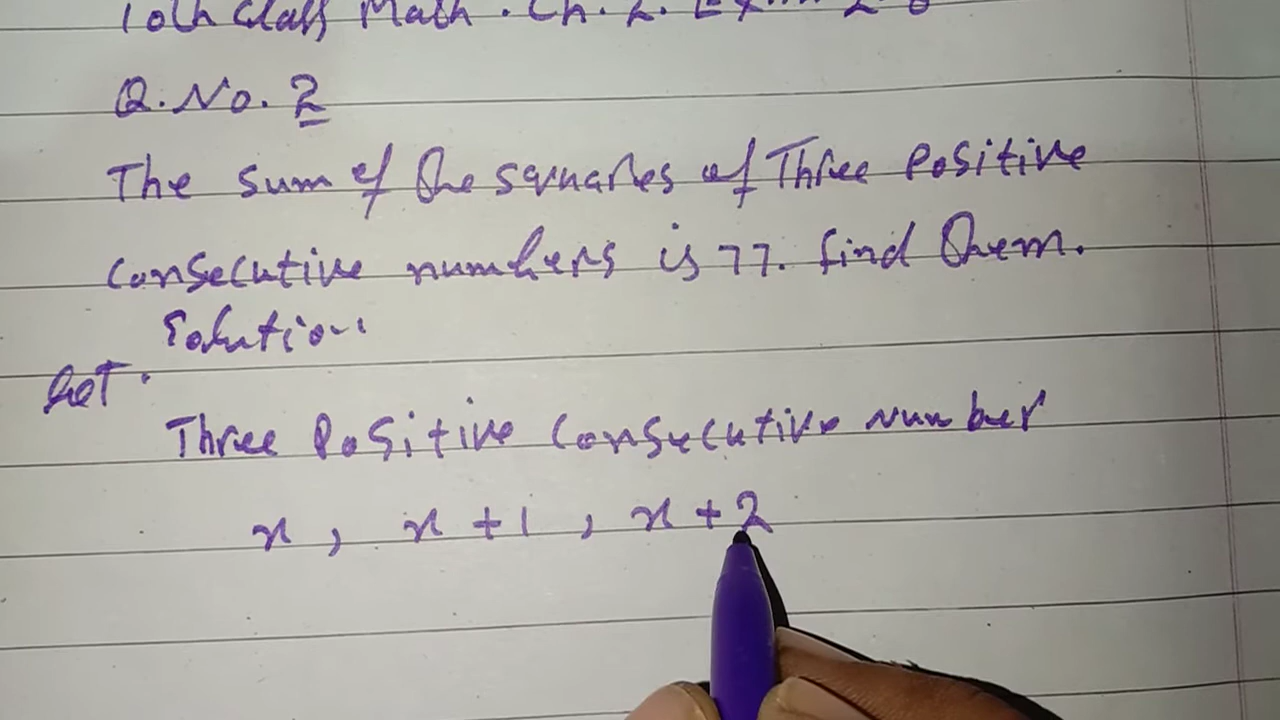 10th Class Math. Ch. 2. Ex.
Q. No. 2
The sum of the squares of Three positive
consecutive numbers is 77. find them.
Solution:
Let.
Three Positive Consecutive Number
x , x + 1 , x + 2